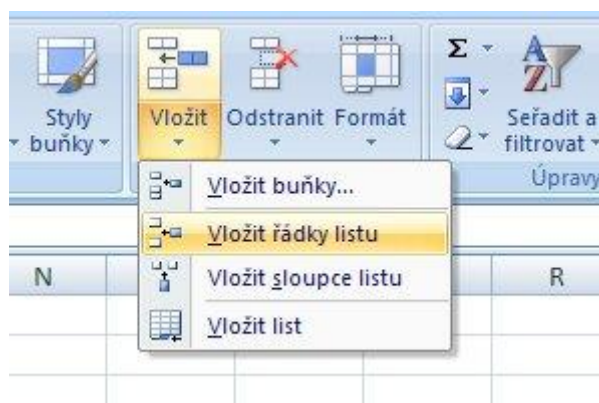 Styly
buňky
Vložit
Odstranit
Formát
Σ
A
Z
Seřadit a
filtrovat
Úpravy
Vložit buňky...
Vložit řádky listu
Vložit sloupce listu
Vložit list
N
R